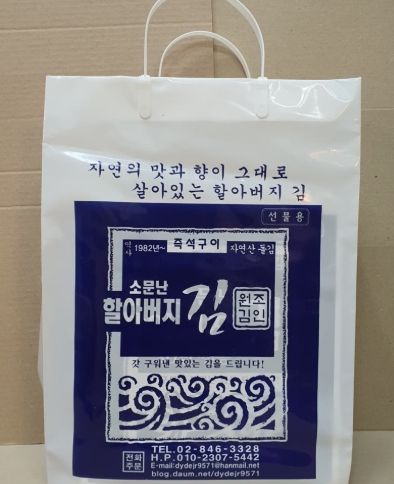 자연의 맛과 향이 그대로
살아있는 할아버지 김
선물용
역사 1982년~ 즉석구이 자연산 돌김
소문난
할아버지 김
원조
김인
갓 구워낸 맛있는 김을 드립니다!
전화
주문
TEL.02-846-3328
H.P.010-2307-5442
E-mail:dydejr9571@hanmail.net
blog.daum.net/dydejr9571